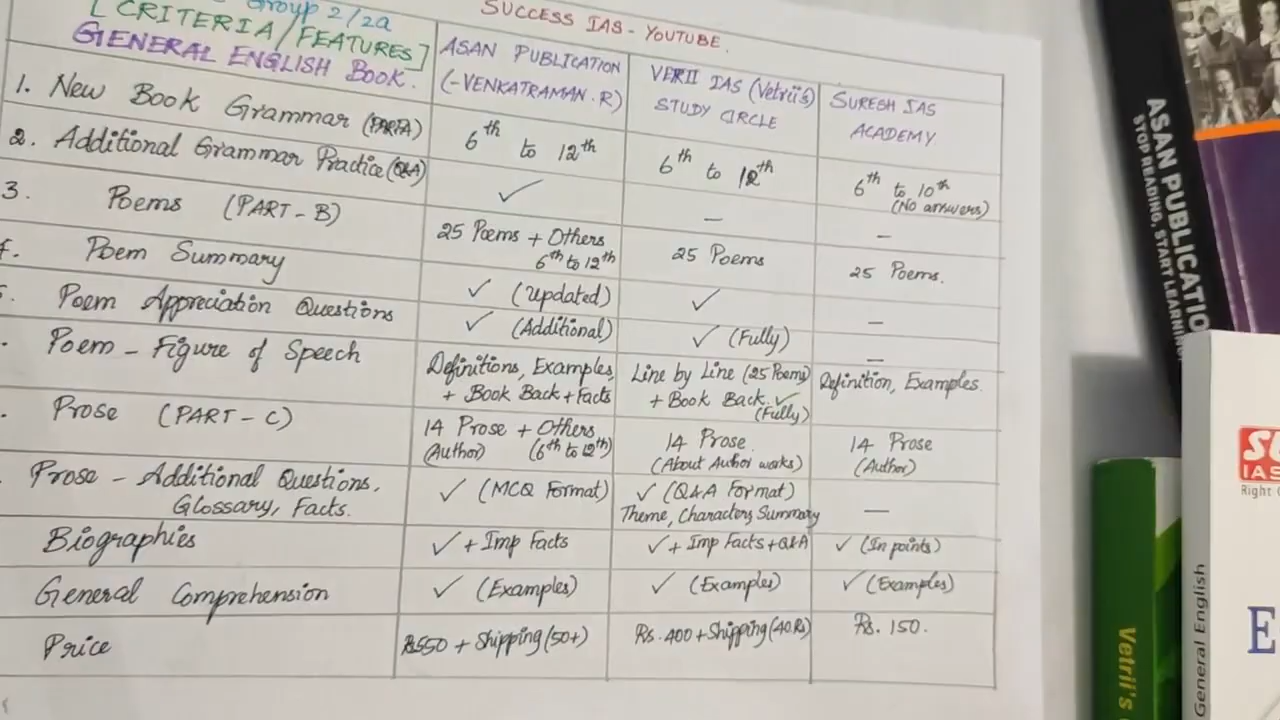 Group 2/2a
SUCCESS IAS - YOUTUBE.
[CRITERIA/FEATURES]
GENERAL ENGLISH BOOK.
ASAN PUBLICATION
(-VENKATRAMAN.R)
VERII IAS (Vetrii's)
STUDY CIRCLE
SURESH IAS
ACADEMY
1. New Book Grammar (PART A)
6th to 12th
6th to 12th
6th to 10th
(No answers)
2. Additional Grammar Practice (Q&A)
✓
—
—
3. Poems (PART-B)
25 Poems + Others
6th to 12th
25 Poems
25 Poems.
4. Poem Summary
✓ (Updated)
✓
—
5. Poem Appreciation Questions
✓ (Additional)
✓ (Fully)
—
Poem - Figure of Speech
Definitions, Examples,
+ Book Back + Facts
Line by Line (25 Poems)
+ Book Back ✓
(Fully)
Definition, Examples.
Prose (PART-C)
14 Prose + Others
(Author) (6th to 12th)
14 Prose.
(About Author works)
14 Prose
(Author)
Prose - Additional Questions,
Glossary, Facts.
✓ (MCQ Format)
✓ (Q&A Format)
Theme, Characters, Summary
—
Biographies
✓ + Imp Facts
✓ + Imp Facts + Q&A
✓ (In points)
General Comprehension
✓ (Examples)
✓ (Examples)
✓ (Examples)
Price
Rs550 + Shipping (50+)
Rs. 400 + Shipping (40 Rs)
Rs. 150.
ASAN PUBLICATIO
STOP READING, START LEARNING
IAS
Right
General English
E
Vetrii's